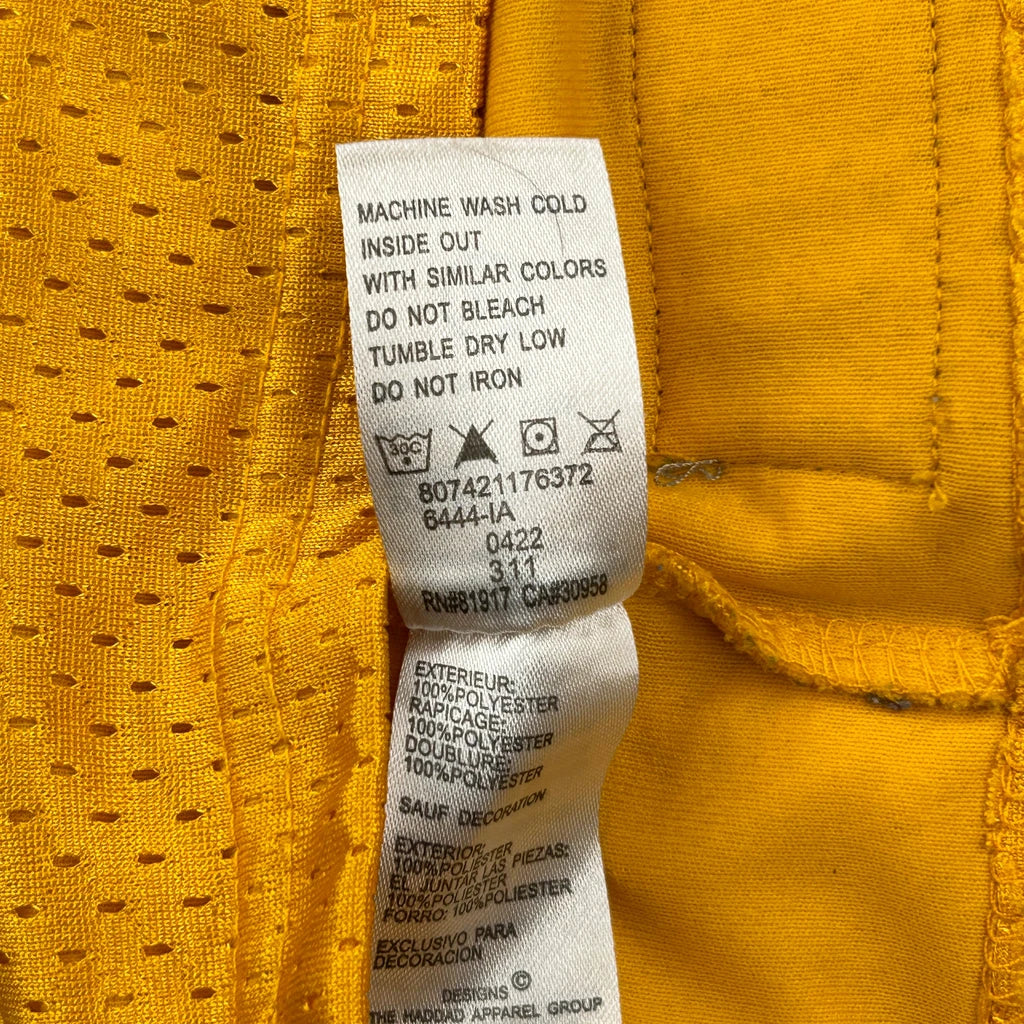 MACHINE WASH COLD
INSIDE OUT
WITH SIMILAR COLORS
DO NOT BLEACH
TUMBLE DRY LOW
DO NOT IRON
30C
807421176372
6444-IA
0422
311
RN#81917 CA#30958
EXTERIEUR:
100%POLYESTER
RAPICAGE:
100%POLYESTER
DOUBLURE:
100%POLYESTER
SAUF DECORATION
EXTERIOR:
100%POLIESTER
EL JUNTAR LAS PIEZAS:
100%POLIESTER
FORRO: 100%POLIESTER
EXCLUSIVO PARA
DECORACION
DESIGNS ©
THE HADDAD APPAREL GROUP